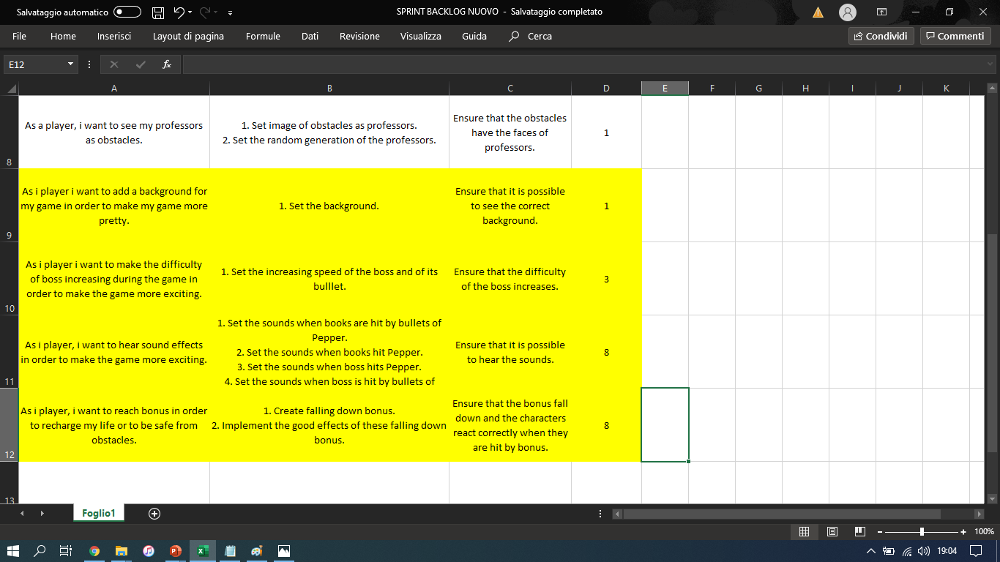 Salvataggio automatico
SPRINT BACKLOG NUOVO - Salvataggio completato
File Home Inserisci Layout di pagina Formule Dati Revisione Visualizza Guida Cerca Condividi Commenti
E12 fx
A B C D E F G H I J K
As a player, i want to see my professors
as obstacles.
1. Set image of obstacles as professors.
2. Set the random generation of the professors.
Ensure that the obstacles
have the faces of
professors.
1
8
As i player i want to add a background for
my game in order to make my game more
pretty.
1. Set the background.
Ensure that it is possible
to see the correct
background.
1
9
As i player i want to make the difficulty
of boss increasing during the game in
order to make the game more exciting.
1. Set the increasing speed of the boss and of its
bulllet.
Ensure that the difficulty
of the boss increases.
3
10
As i player, i want to hear sound effects
in order to make the game more exciting.
1. Set the sounds when books are hit by bullets of
Pepper.
2. Set the sounds when books hit Pepper.
3. Set the sounds when boss hits Pepper.
4. Set the sounds when boss is hit by bullets of
Ensure that it is possible
to hear the sounds.
8
11
As i player, i want to reach bonus in order
to recharge my life or to be safe from
obstacles.
1. Create falling down bonus.
2. Implement the good effects of these falling down
bonus.
Ensure that the bonus fall
down and the characters
react correctly when they
are hit by bonus.
8
12
13
Foglio1
100%
19:04